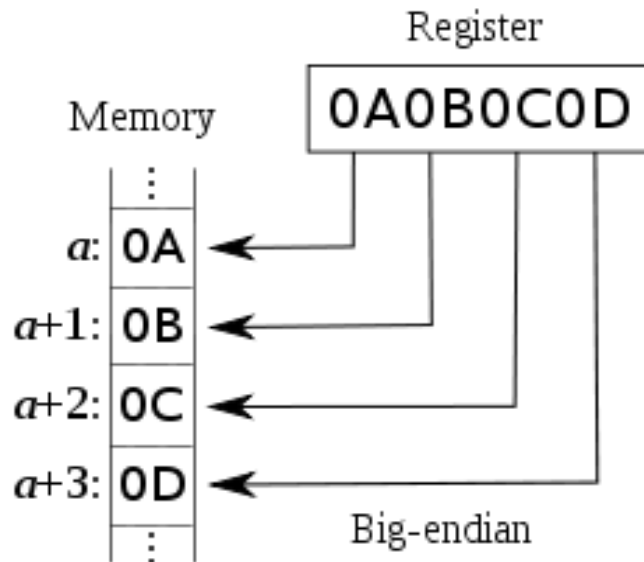 Register
0A0B0C0D
Memory
⋮
a: 0A
a+1: 0B
a+2: 0C
a+3: 0D
⋮
Big-endian